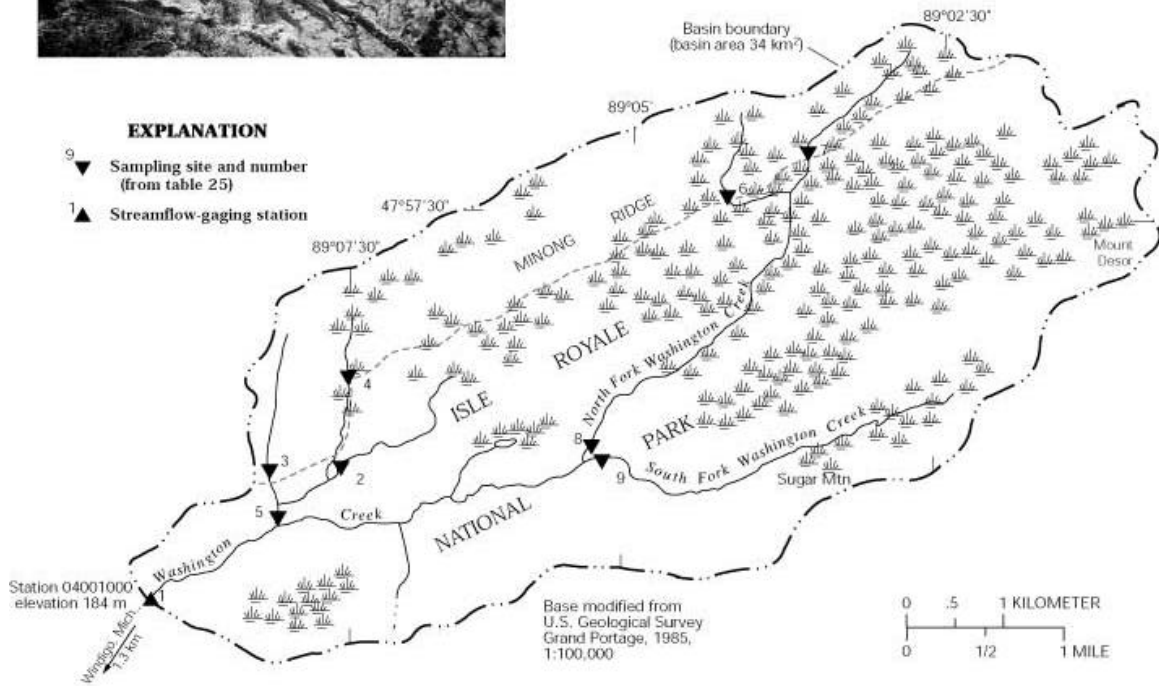 EXPLANATION
9
Sampling site and number
(from table 25)
1
Streamflow-gaging station
Basin boundary
(basin area 34 km²)
89°02'30"
89°05'
47°57'30"
89°07'30"
MINONG
RIDGE
Mount
Desor
6
4
3
2
5
8
9
1
ISLE
ROYALE
NATIONAL
PARK
North Fork Washington Creek
South Fork Washington Creek
Sugar Mtn
Washington
Creek
Station 04001000
elevation 184 m
Windigo, Mich
1.3 km
Base modified from
U.S. Geological Survey
Grand Portage, 1985,
1:100,000
0 .5 1 KILOMETER
0 1/2 1 MILE